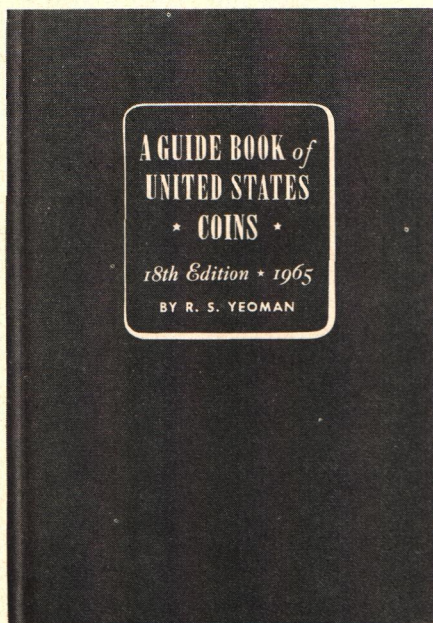 A GUIDE BOOK of
UNITED STATES
★ COINS ★
18th Edition ★ 1965
BY R. S. YEOMAN